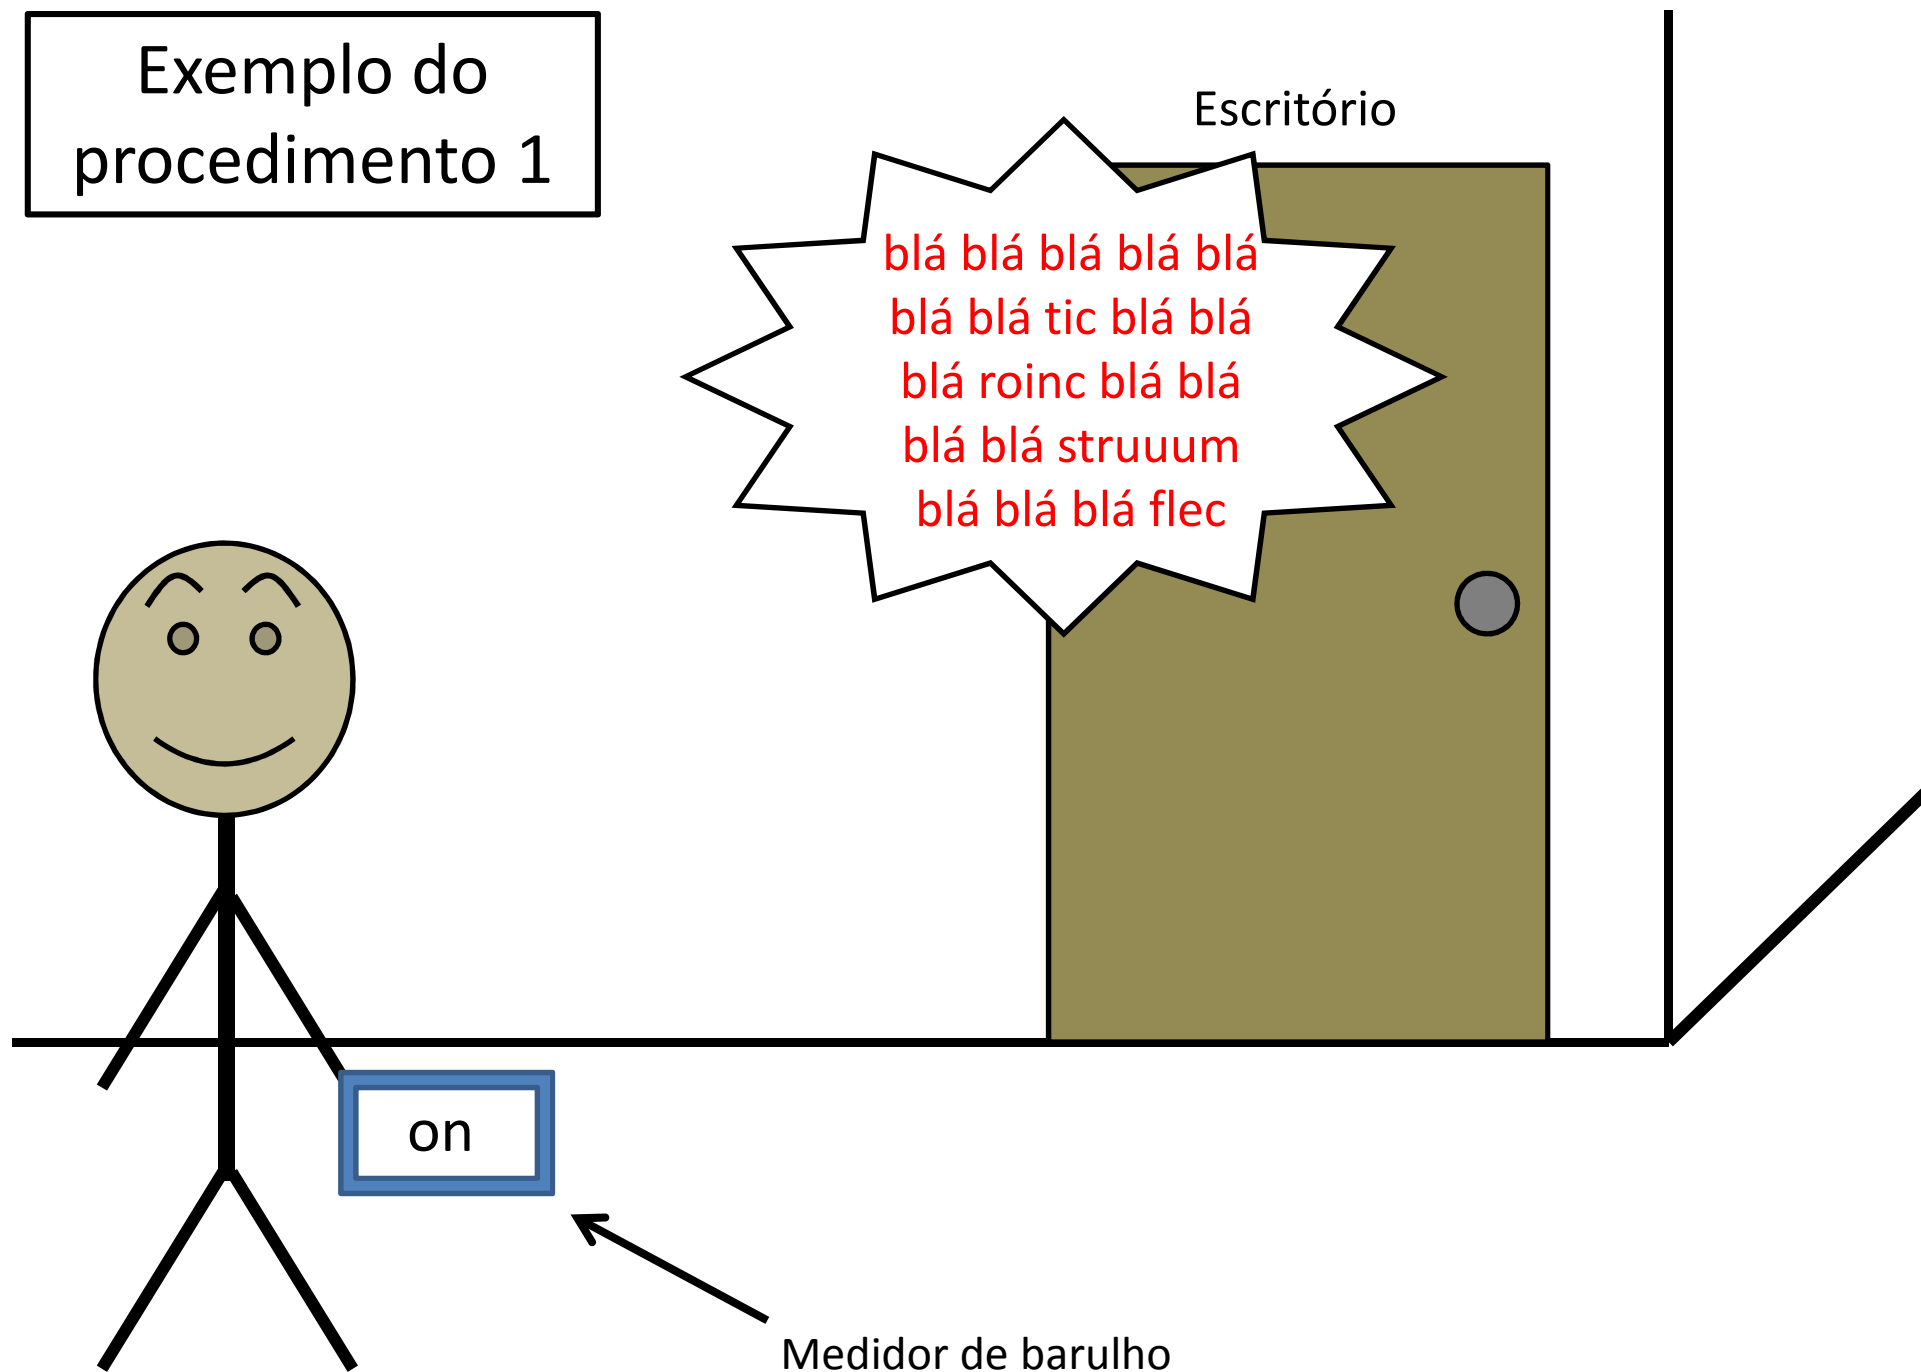 Exemplo do
procedimento 1
Escritório
blá blá blá blá blá
blá blá tic blá blá
blá roinc blá blá
blá blá struuum
blá blá blá flec
on
Medidor de barulho